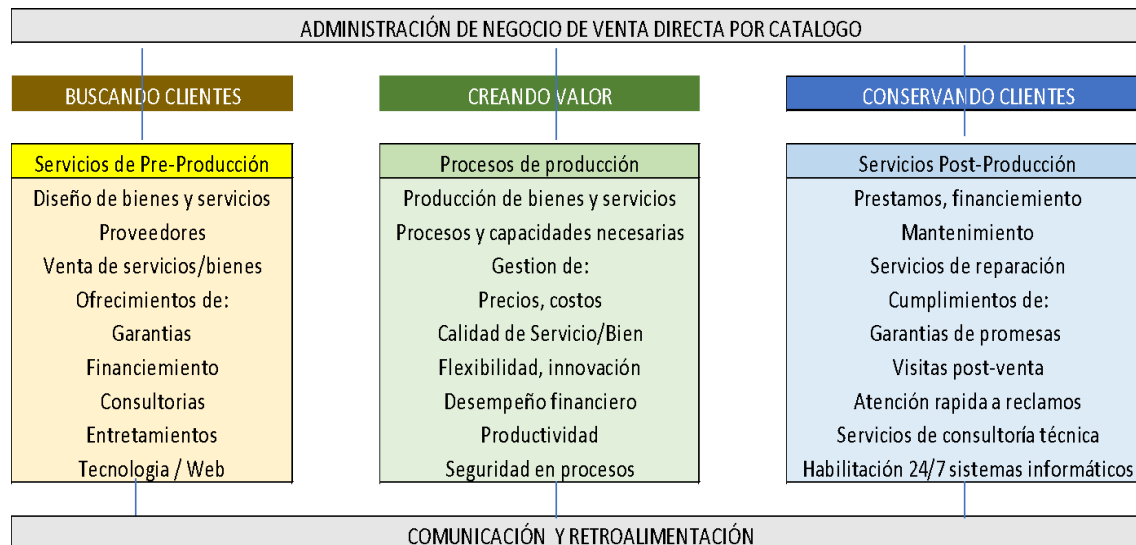 ADMINISTRACIÓN DE NEGOCIO DE VENTA DIRECTA POR CATALOGO
BUSCANDO CLIENTES
Servicios de Pre-Producción
Diseño de bienes y servicios
Proveedores
Venta de servicios/bienes
Ofrecimientos de:
Garantias
Financiemiento
Consultorias
Entretamientos
Tecnologia / Web
CREANDO VALOR
Procesos de producción
Producción de bienes y servicios
Procesos y capacidades necesarias
Gestion de:
Precios, costos
Calidad de Servicio/Bien
Flexibilidad, innovación
Desempeño financiero
Productividad
Seguridad en procesos
CONSERVANDO CLIENTES
Servicios Post-Producción
Prestamos, financiemiento
Mantenimiento
Servicios de reparación
Cumplimientos de:
Garantias de promesas
Visitas post-venta
Atención rapida a reclamos
Servicios de consultoría técnica
Habilitación 24/7 sistemas informáticos
COMUNICACIÓN Y RETROALIMENTACIÓN